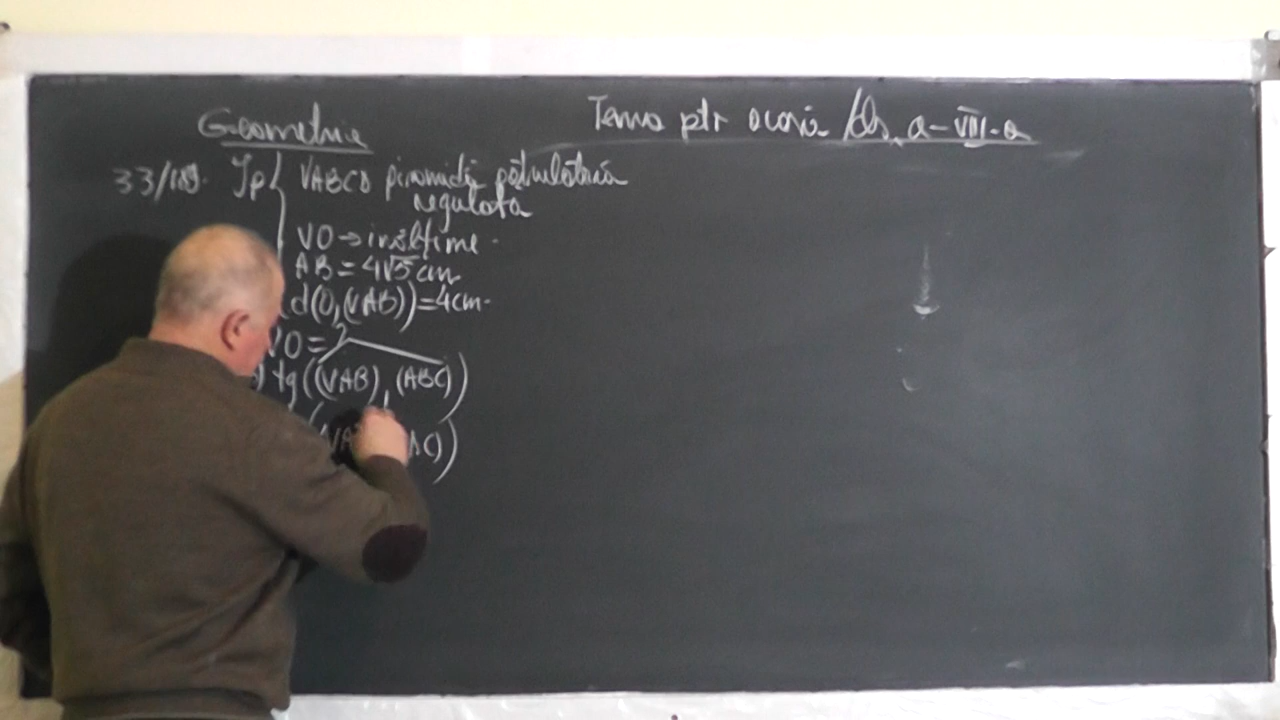 Geometrie
Tema ptr acasă /cls. a-VIII-a
33/189. Ip { VABCD piramidă patrulateră
regulată
VO → înălțime.
AB = 4√5 cm
d(O,(VAB))=4cm.
VO = ?
tg((VAB), (ABC))